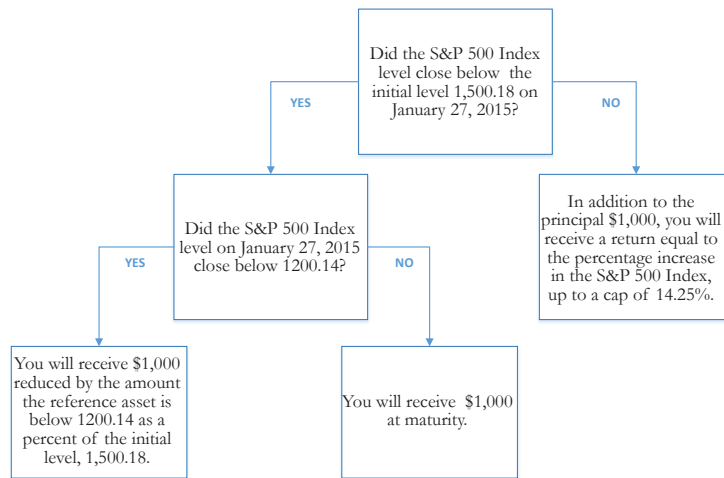 Did the S&P 500 Index
level close below the
initial level 1,500.18 on
January 27, 2015?
YES
NO
Did the S&P 500 Index
level on January 27, 2015
close below 1200.14?
In addition to the
principal $1,000, you will
receive a return equal to
the percentage increase
in the S&P 500 Index,
up to a cap of 14.25%.
YES
NO
You will receive $1,000
reduced by the amount
the reference asset is
below 1200.14 as a
percent of the initial
level, 1,500.18.
You will receive $1,000
at maturity.